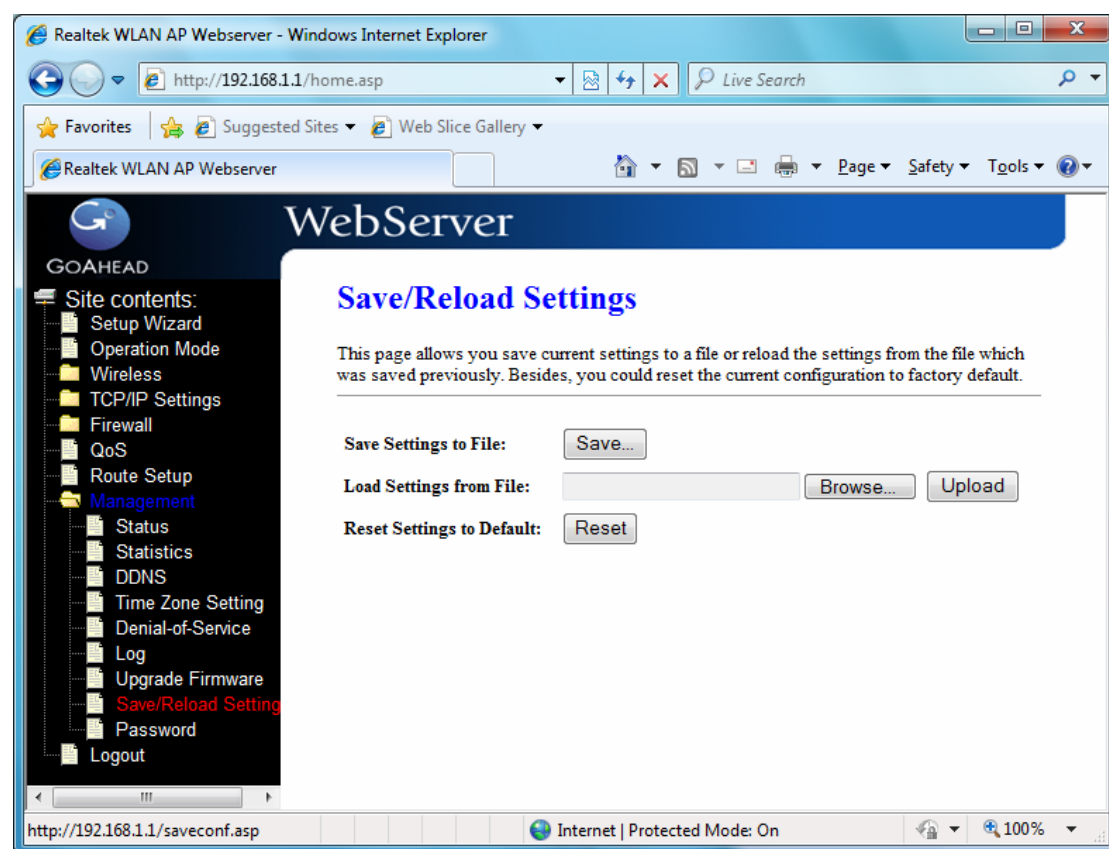 Realtek WLAN AP Webserver - Windows Internet Explorer
http://192.168.1.1/home.asp
Live Search
Favorites
Suggested Sites
Web Slice Gallery
Realtek WLAN AP Webserver
Page
Safety
Tools
GOAHEAD
WebServer
Site contents:
Setup Wizard
Operation Mode
Wireless
TCP/IP Settings
Firewall
QoS
Route Setup
Management
Status
Statistics
DDNS
Time Zone Setting
Denial-of-Service
Log
Upgrade Firmware
Save/Reload Setting
Password
Logout
Save/Reload Settings
This page allows you save current settings to a file or reload the settings from the file which
was saved previously. Besides, you could reset the current configuration to factory default.
Save Settings to File: Save...
Load Settings from File: Browse... Upload
Reset Settings to Default: Reset
http://192.168.1.1/saveconf.asp
Internet | Protected Mode: On
100%